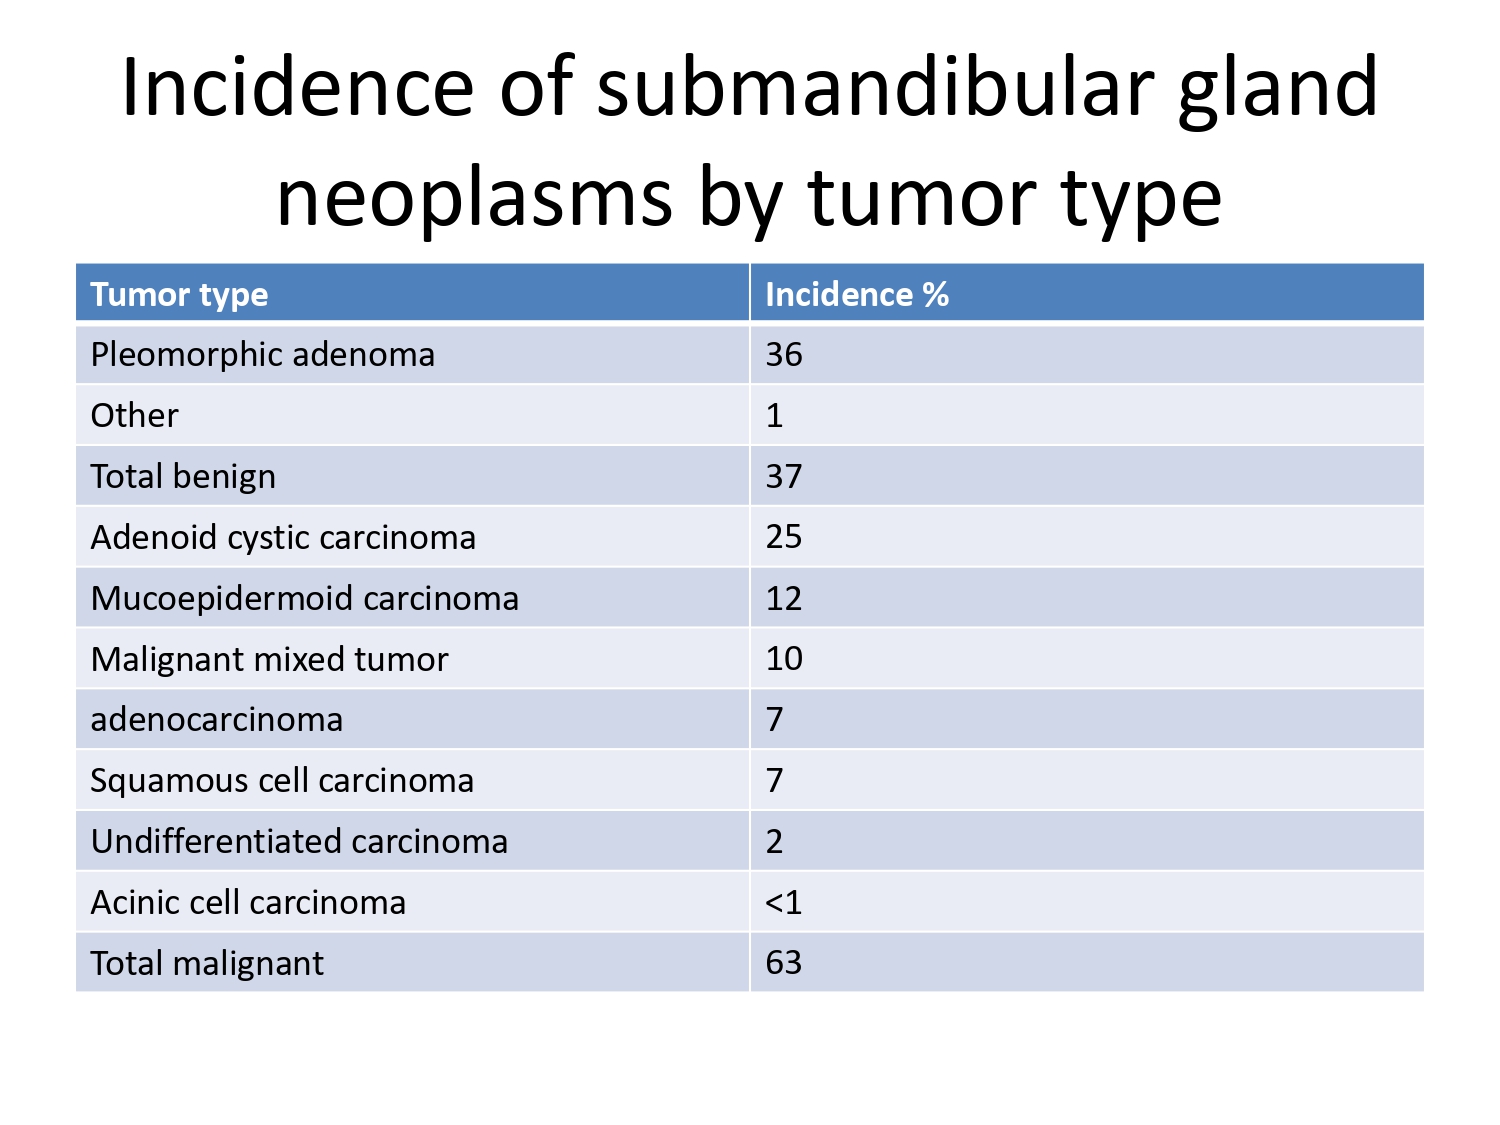 Incidence of submandibular gland
neoplasms by tumor type
Tumor type Incidence %
Pleomorphic adenoma 36
Other 1
Total benign 37
Adenoid cystic carcinoma 25
Mucoepidermoid carcinoma 12
Malignant mixed tumor 10
adenocarcinoma 7
Squamous cell carcinoma 7
Undifferentiated carcinoma 2
Acinic cell carcinoma <1
Total malignant 63